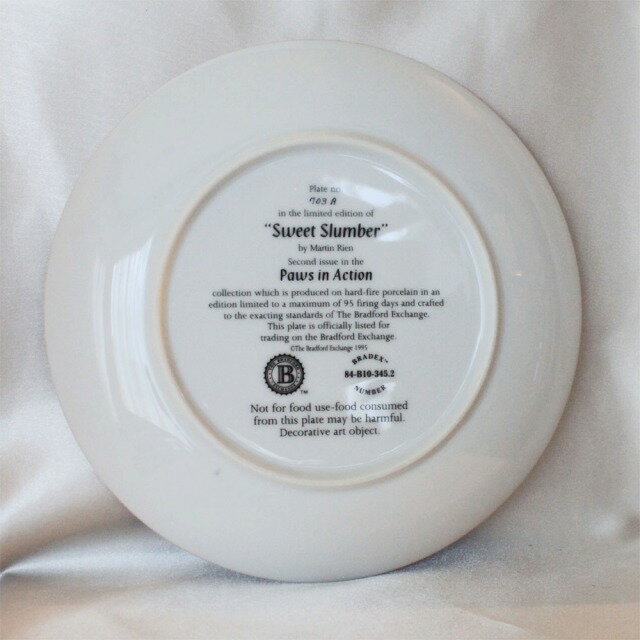 Plate no.
703 A
in the limited edition of
"Sweet Slumber"
by Martin Rien
Second issue in the
Paws in Action
collection which is produced on hard-fire porcelain in an
edition limited to a maximum of 95 firing days and crafted
to the exacting standards of The Bradford Exchange.
This plate is officially listed for
trading on the Bradford Exchange.
©The Bradford Exchange 1995
B
™
BRADEX™
84-B10-345.2
NUMBER
Not for food use-food consumed
from this plate may be harmful.
Decorative art object.